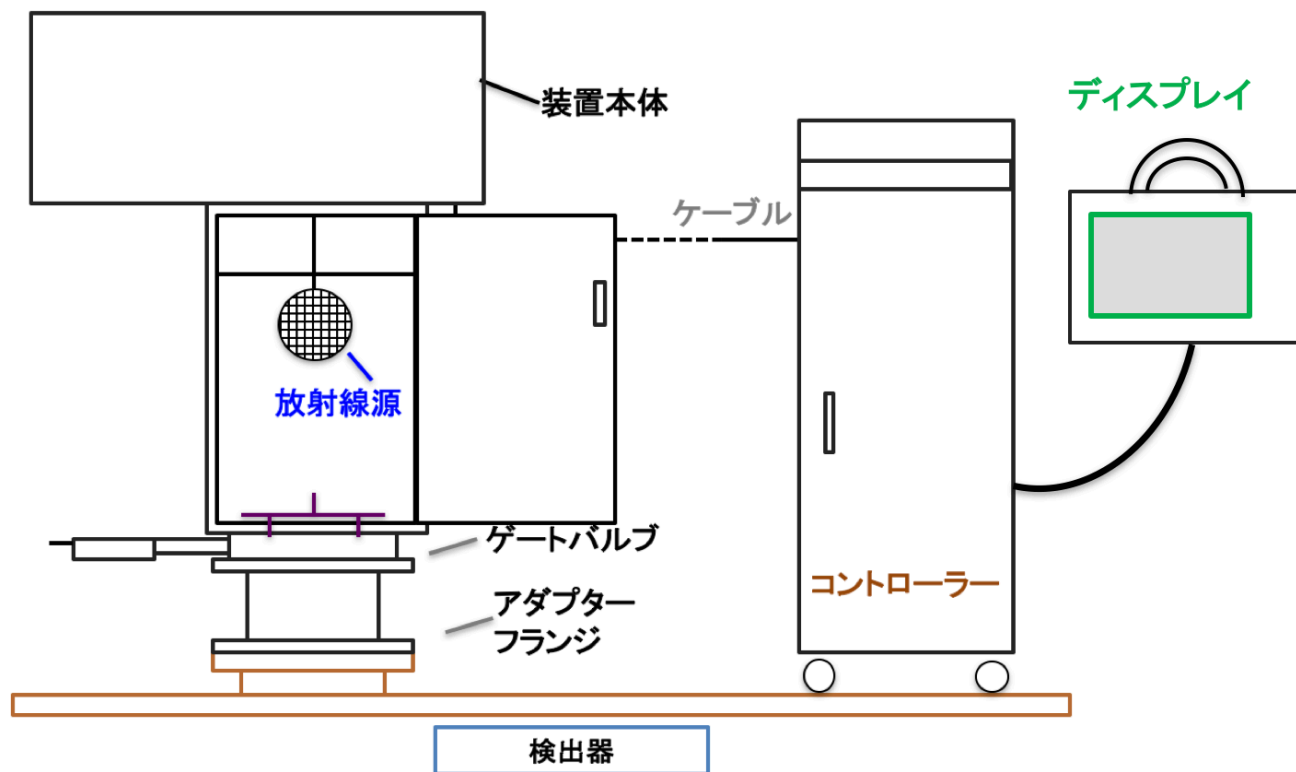 装置本体
ディスプレイ
ケーブル
放射線源
ゲートバルブ
アダプター
フランジ
コントローラー
検出器